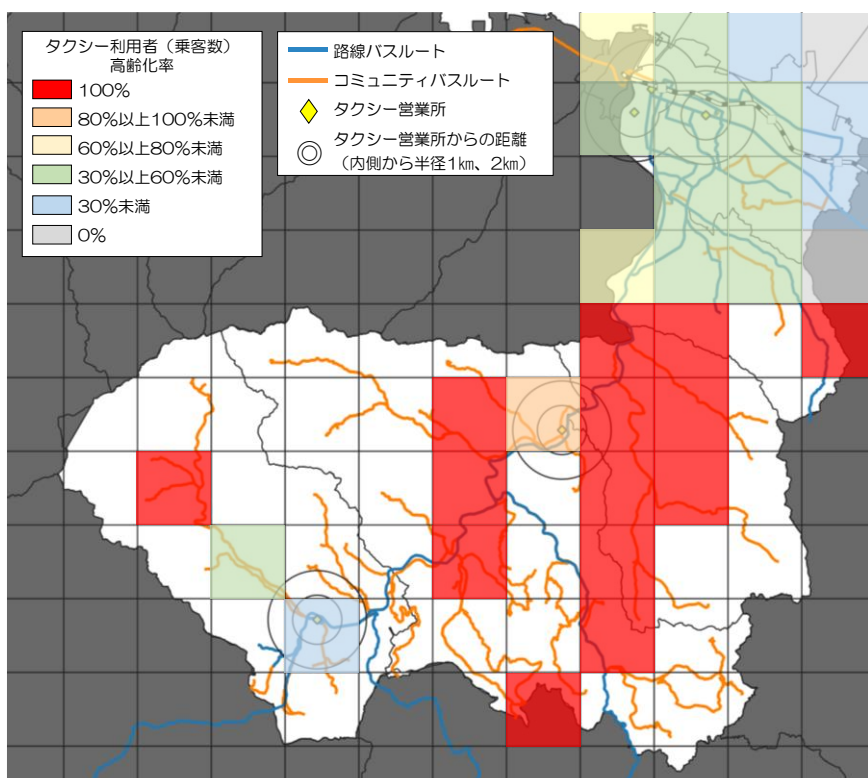 タクシー利用者（乗客数）
高齢化率
100%
80%以上100%未満
60%以上80%未満
30%以上60%未満
30%未満
0%
路線バスルート
コミュニティバスルート
タクシー営業所
タクシー営業所からの距離
（内側から半径1㎞、2㎞）